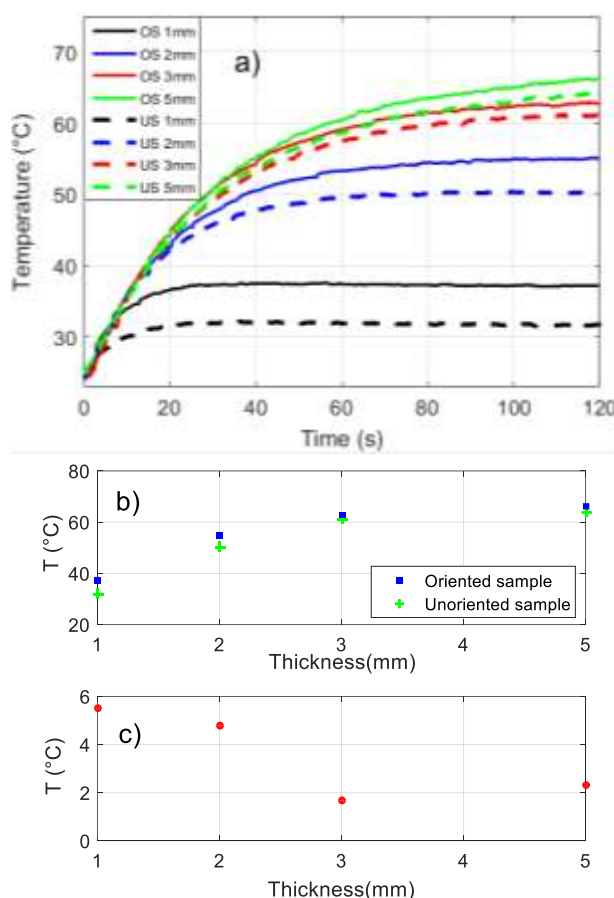 OS 1mm
OS 2mm
OS 3mm
OS 5mm
US 1mm
US 2mm
US 3mm
US 5mm
a)
70
60
50
40
30
Temperature (°C)
0
20
40
60
80
100
120
Time (s)
b)
80
60
40
20
T (°C)
Oriented sample
Unoriented sample
1
2
3
4
5
Thickness(mm)
c)
6
4
2
0
T (°C)
1
2
3
4
5
Thickness(mm)